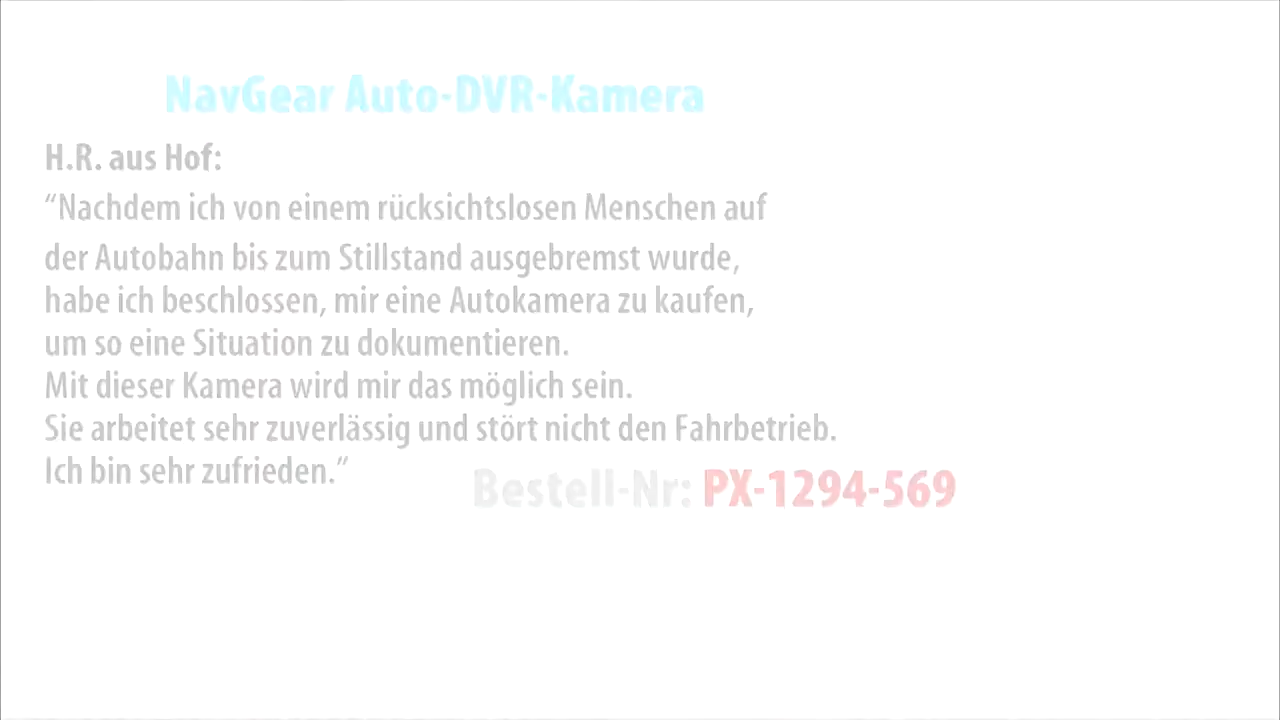 NavGear Auto-DVR-Kamera
H.R. aus Hof:
“Nachdem ich von einem rücksichtslosen Menschen auf
der Autobahn bis zum Stillstand ausgebremst wurde,
habe ich beschlossen, mir eine Autokamera zu kaufen,
um so eine Situation zu dokumentieren.
Mit dieser Kamera wird mir das möglich sein.
Sie arbeitet sehr zuverlässig und stört nicht den Fahrbetrieb.
Ich bin sehr zufrieden.”
Bestell-Nr: PX-1294-569